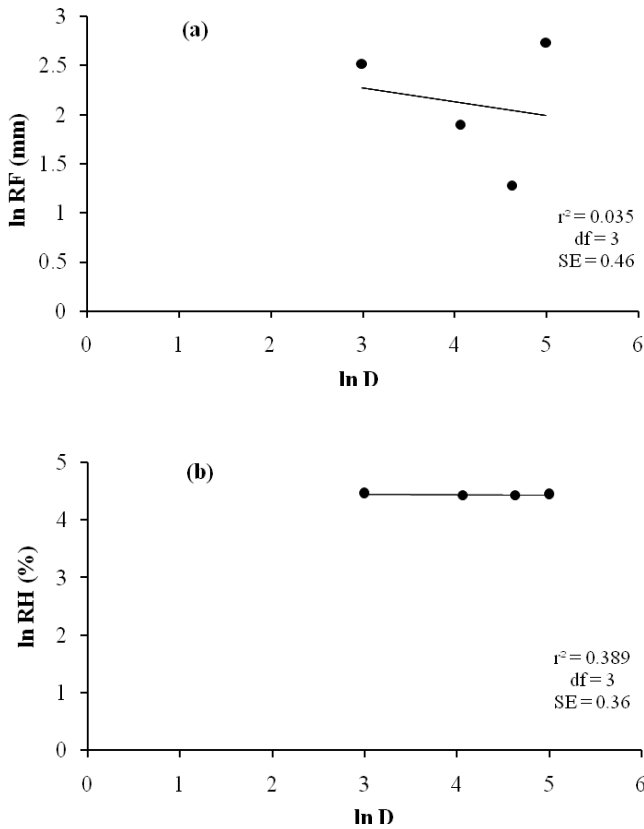 (a)
ln RF (mm)
3
2.5
2
1.5
1
0.5
0
r² = 0.035
df = 3
SE = 0.46
0 1 2 3 4 5 6
ln D
(b)
ln RH (%)
5
4
3
2
1
0
r² = 0.389
df = 3
SE = 0.36
0 1 2 3 4 5 6
ln D